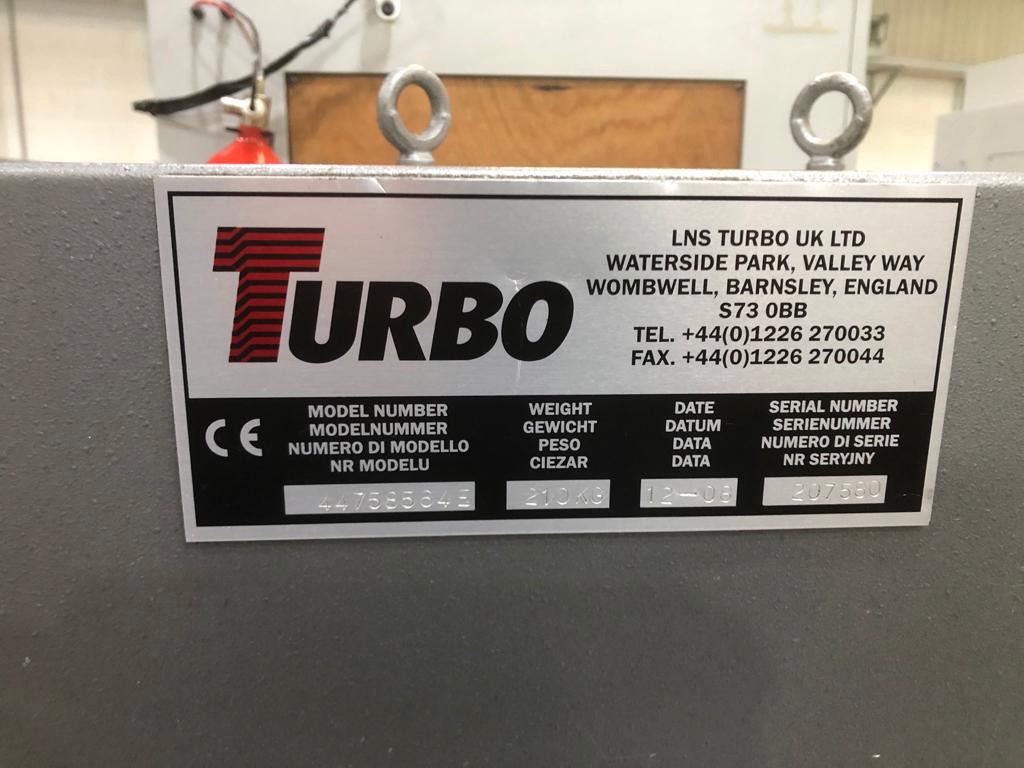 TURBO
LNS TURBO UK LTD
WATERSIDE PARK, VALLEY WAY
WOMBWELL, BARNSLEY, ENGLAND
S73 0BB
TEL. +44(0)1226 270033
FAX. +44(0)1226 270044
CE
MODEL NUMBER
MODELNUMMER
NUMERO DI MODELLO
NR MODELU
44758564E
WEIGHT
GEWICHT
PESO
CIEZAR
210KG
DATE
DATUM
DATA
DATA
12-08
SERIAL NUMBER
SERIENUMMER
NUMERO DI SERIE
NR SERYJNY
207580